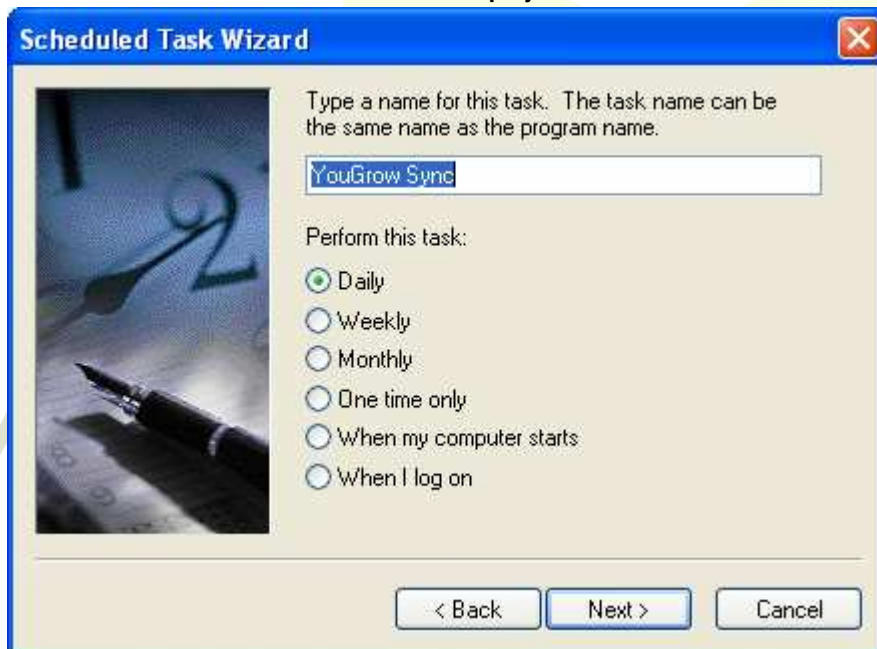 Scheduled Task Wizard
Type a name for this task. The task name can be
the same name as the program name.
YouGrow Sync
Perform this task:
Daily
Weekly
Monthly
One time only
When my computer starts
When I log on
< Back
Next >
Cancel